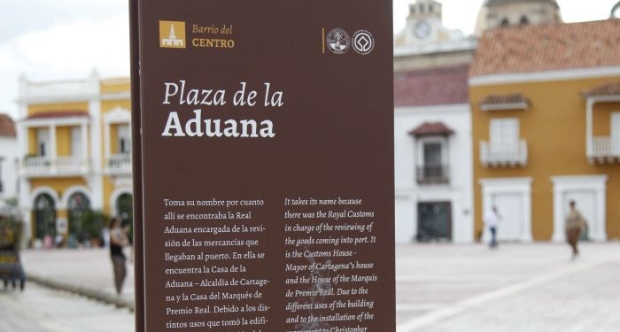 Barrio del
CENTRO
Plaza de la
Aduana
Toma su nombre por cuanto
allí se encontraba la Real
Aduana encargada de la revi-
sión de las mercancías que
llegaban al puerto. En ella se
encuentra la Casa de la
Aduana – Alcaldía de Cartage-
na y la Casa del Marqués de
Premio Real. Debido a los dis-
tintos usos que tomó la edifi-
It takes its name because
there was the Royal Customs
in charge of the reviewing of
the goods coming into port. It
is the Customs House -
Mayor of Cartagena"s house
and the House of the Marquis
de Premio Real. Due to the
different uses of the building
and to the installation of the
monument to Christopher